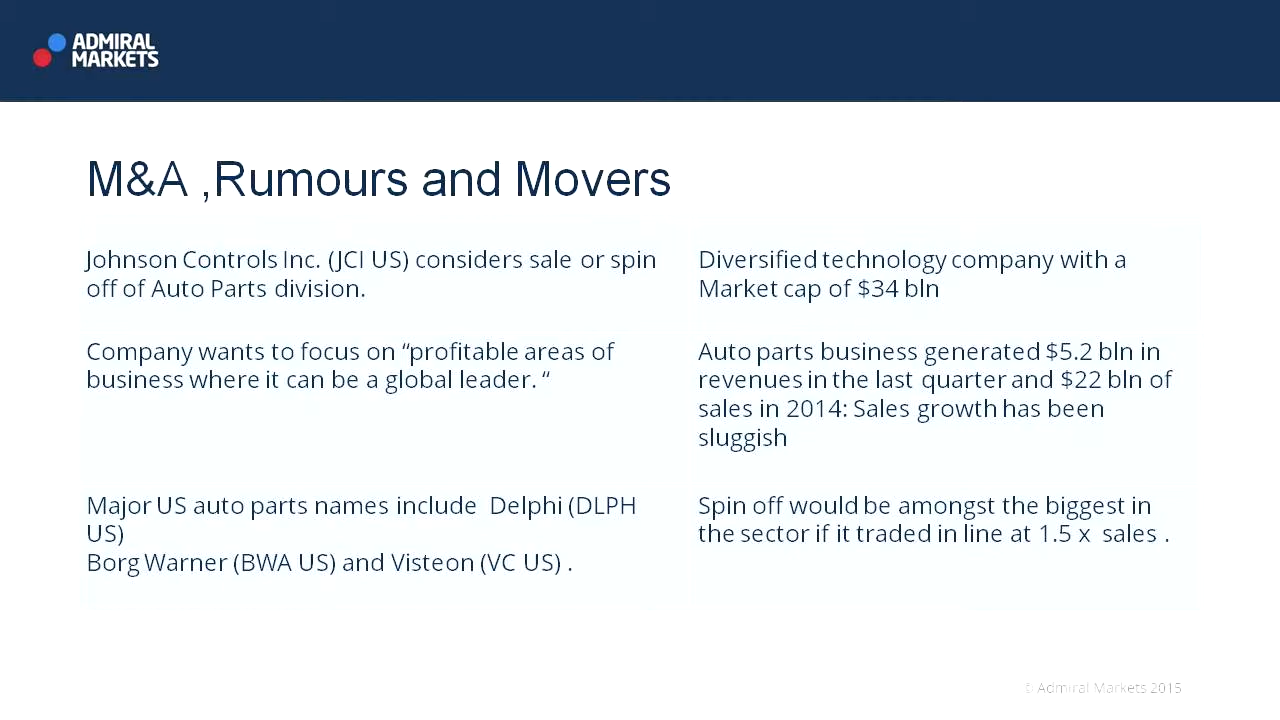 ADMIRAL
MARKETS
M&A ,Rumours and Movers
Johnson Controls Inc. (JCI US) considers sale or spin
off of Auto Parts division.
Diversified technology company with a
Market cap of $34 bln
Company wants to focus on “profitable areas of
business where it can be a global leader. “
Auto parts business generated $5.2 bln in
revenues in the last quarter and $22 bln of
sales in 2014: Sales growth has been
sluggish
Major US auto parts names include  Delphi (DLPH
US)
Borg Warner (BWA US) and Visteon (VC US) .
Spin off would be amongst the biggest in
the sector if it traded in line at 1.5 x  sales .
© Admiral Markets 2015